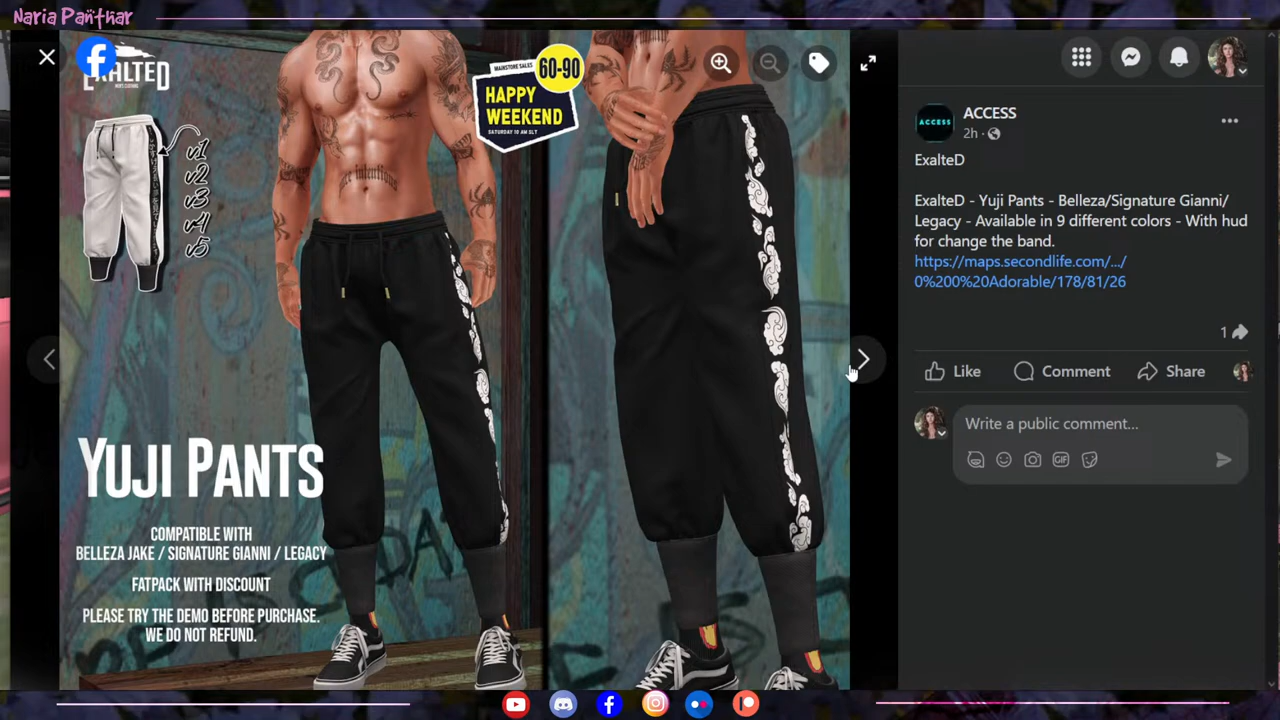 Naria Panthar
EXALTED
MEN'S CLOTHING
v1
v2
v3
v4
v5
MAINSTORE SALES
60-90
HAPPY
WEEKEND
SATURDAY 10 AM SLT
YUJI PANTS
COMPATIBLE WITH
BELLEZA JAKE / SIGNATURE GIANNI / LEGACY
FATPACK WITH DISCOUNT
PLEASE TRY THE DEMO BEFORE PURCHASE.
WE DO NOT REFUND.
ACCESS
ACCESS
2h ·
ExalteD
ExalteD - Yuji Pants - Belleza/Signature Gianni/
Legacy - Available in 9 different colors - With hud
for change the band.
https://maps.secondlife.com/.../
0%200%20Adorable/178/81/26
1
Like
Comment
Share
Write a public comment...
GIF